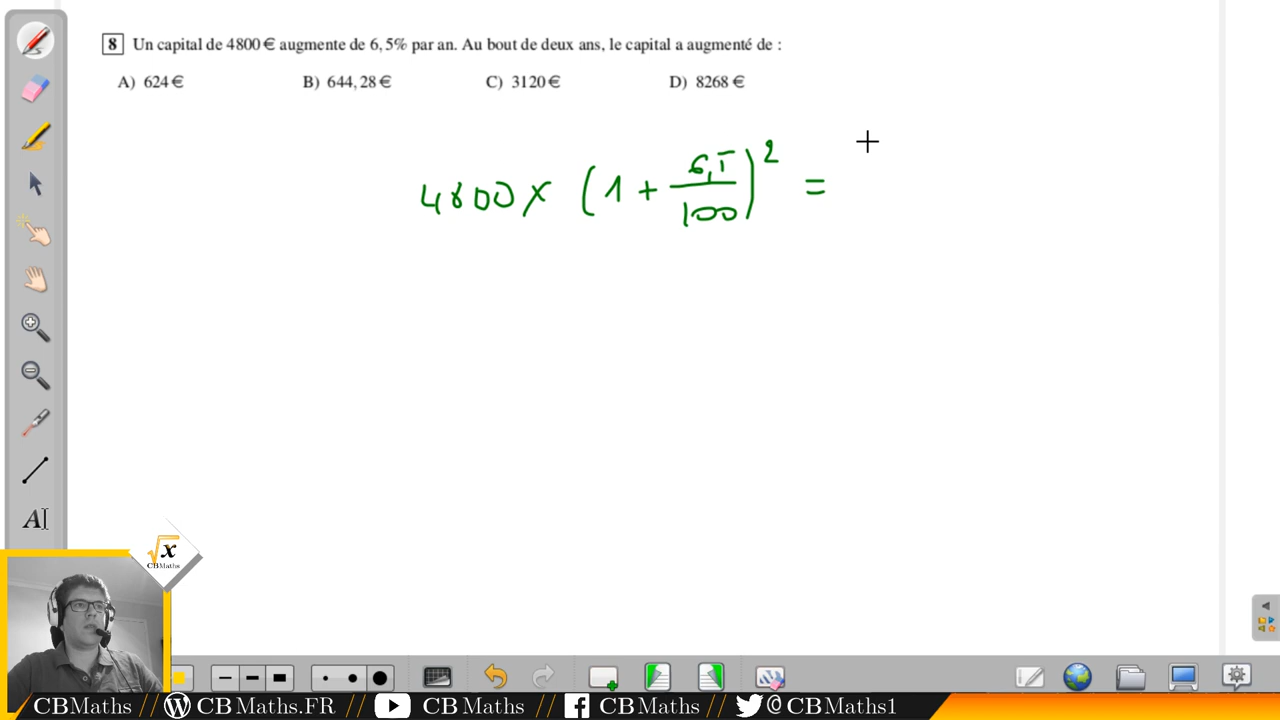 8 Un capital de 4800 € augmente de 6,5% par an. Au bout de deux ans, le capital a augmenté de :
A) 624 € B) 644,28 € C) 3120 € D) 8268 €
4800 × (1 + 6,5/100)² =
AI
√x
CBMaths
CBMaths // CBMaths.FR // CBMaths // CBMaths // @CBMaths1